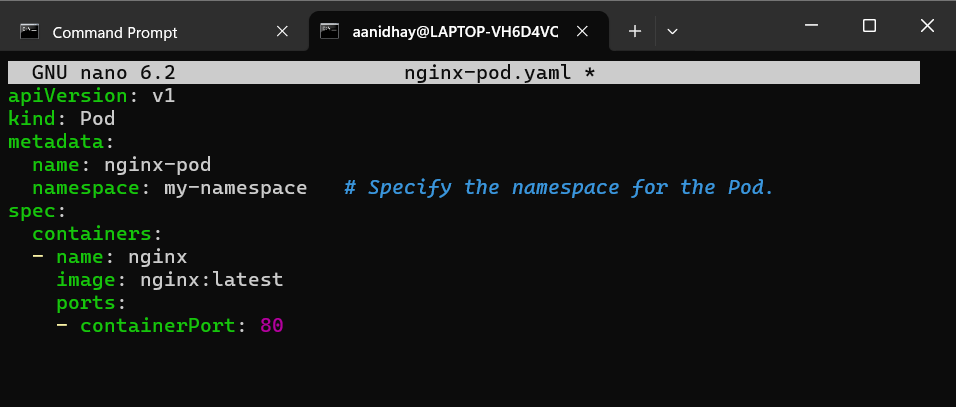 Command Prompt
aanidhay@LAPTOP-VH6D4VC
GNU nano 6.2 nginx-pod.yaml *
apiVersion: v1
kind: Pod
metadata:
  name: nginx-pod
  namespace: my-namespace   # Specify the namespace for the Pod.
spec:
  containers:
  - name: nginx
    image: nginx:latest
    ports:
    - containerPort: 80